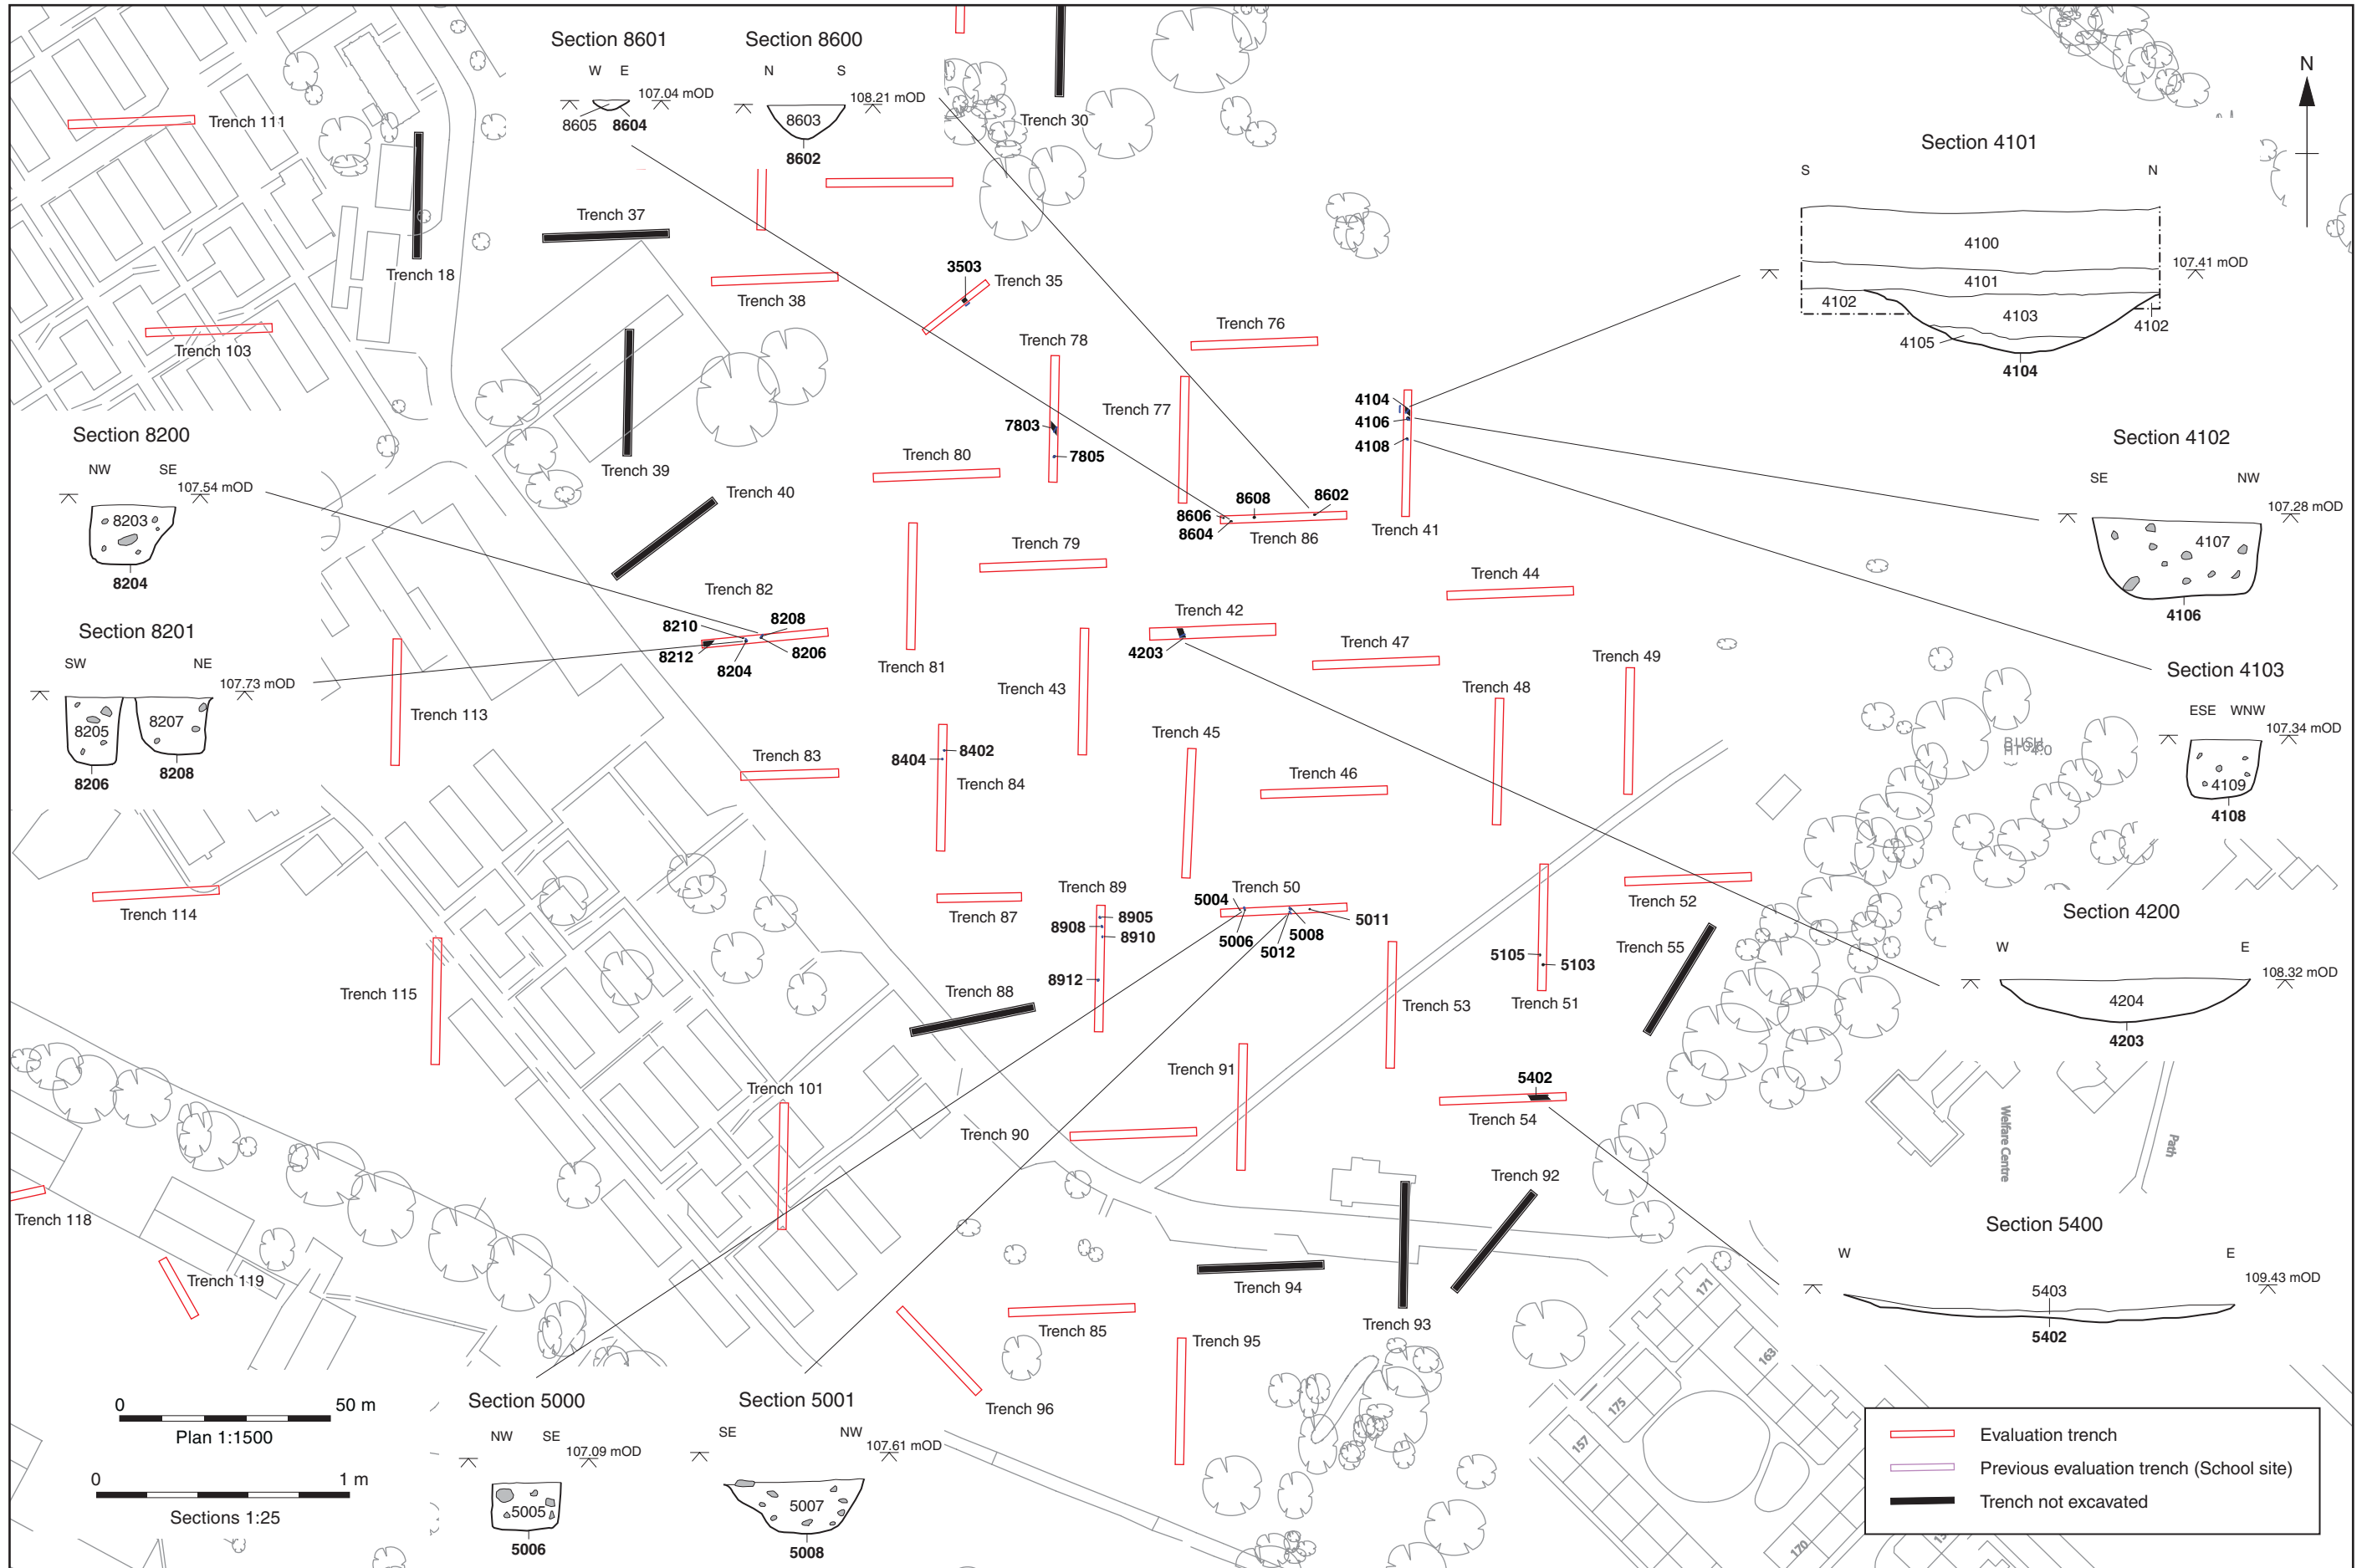 Section 8601
W E
107.04 mOD
8605 8604
Section 8600
N S
108.21 mOD
8603
8602
Trench 30
N
Trench 111
Trench 18
Trench 37
Trench 38
3503
Trench 35
Trench 103
Trench 39
Trench 78
7803
7805
Trench 76
Trench 77
Trench 80
Trench 40
4104
4106
4108
Trench 41
Section 4101
S N
4100
107.41 mOD
4101
4102
4103
4102
4105
4104
Section 4102
SE NW
107.28 mOD
4107
4106
Section 4103
ESE WNW
107.34 mOD
4109
4108
Section 8200
NW SE
107.54 mOD
8203
8204
Section 8201
SW NE
107.73 mOD
8205
8207
8206
8208
8608
8602
8606
8604
Trench 86
Trench 79
Trench 44
Trench 82
8210
8208
8212
8204
8206
Trench 42
4203
Trench 81
Trench 43
Trench 47
Trench 48
Trench 49
Trench 113
Trench 83
8402
8404
Trench 84
Trench 45
Trench 46
Trench 114
Trench 87
Trench 89
8905
8908
8910
8912
Trench 50
5004
5006
5008
5012
5011
Trench 52
Trench 55
5105
5103
Trench 51
Trench 53
Section 4200
W E
108.32 mOD
4204
4203
Trench 115
Trench 88
Trench 101
Trench 90
Trench 91
5402
Trench 54
Welfare Centre
Path
Trench 92
Trench 118
Trench 119
Trench 94
Trench 93
Trench 85
Trench 95
Trench 96
Section 5400
W E
109.43 mOD
5403
5402
171
163
175
157
170
0 50 m
Plan 1:1500
0 1 m
Sections 1:25
Section 5000
NW SE
107.09 mOD
5005
5006
Section 5001
SE NW
107.61 mOD
5007
5008
Evaluation trench
Previous evaluation trench (School site)
Trench not excavated